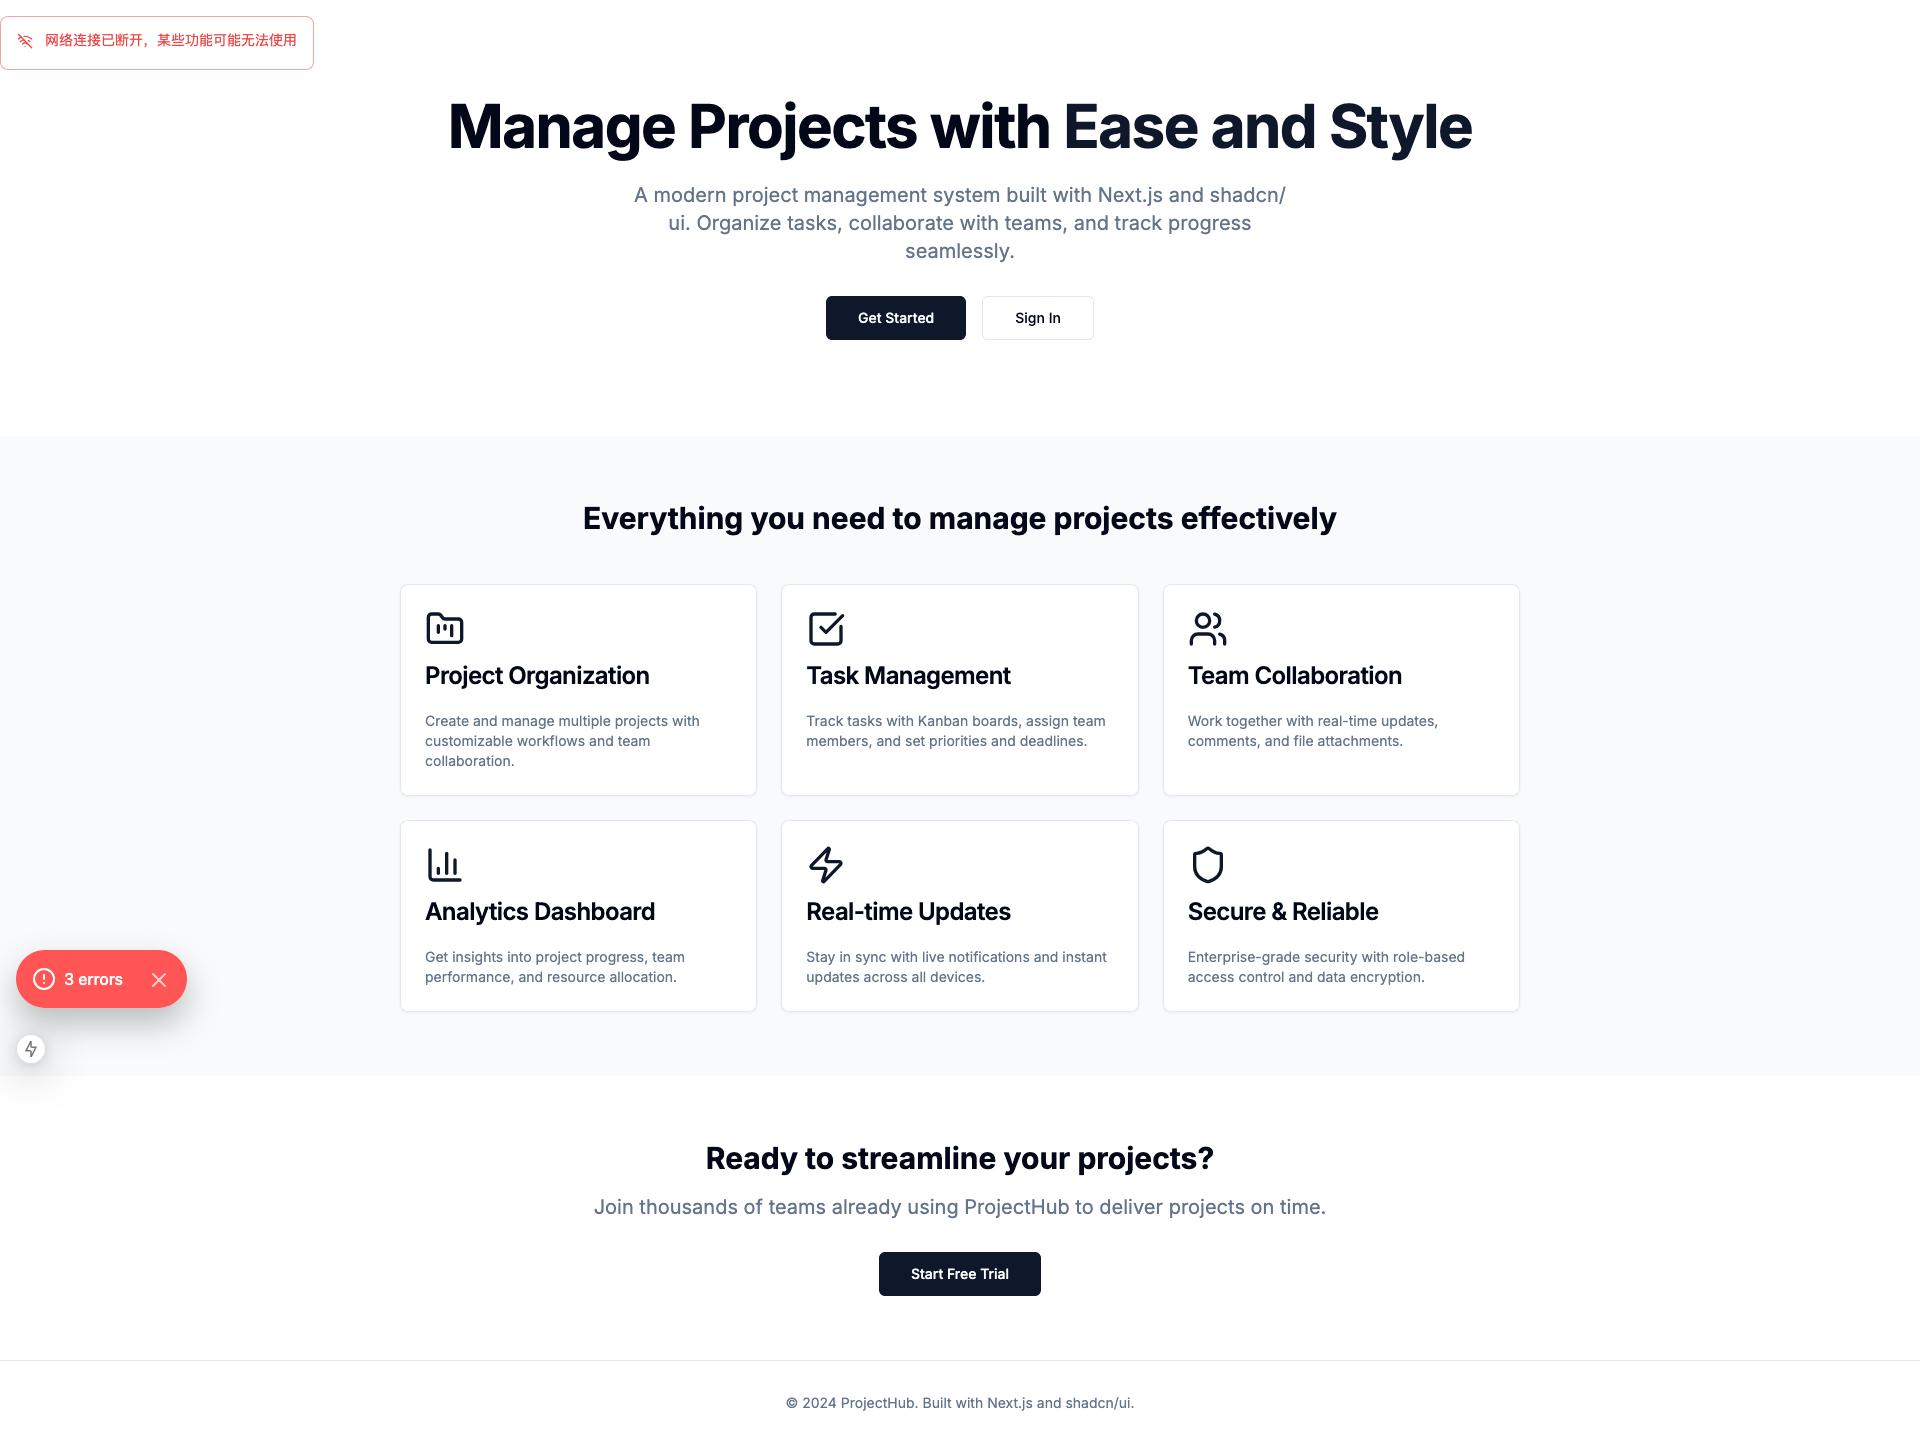 网络连接已断开，某些功能可能无法使用
Manage Projects with Ease and Style
A modern project management system built with Next.js and shadcn/
ui. Organize tasks, collaborate with teams, and track progress
seamlessly.
Get Started
Sign In
Everything you need to manage projects effectively
Project Organization
Create and manage multiple projects with
customizable workflows and team
collaboration.
Task Management
Track tasks with Kanban boards, assign team
members, and set priorities and deadlines.
Team Collaboration
Work together with real-time updates,
comments, and file attachments.
Analytics Dashboard
Get insights into project progress, team
performance, and resource allocation.
Real-time Updates
Stay in sync with live notifications and instant
updates across all devices.
Secure & Reliable
Enterprise-grade security with role-based
access control and data encryption.
3 errors
Ready to streamline your projects?
Join thousands of teams already using ProjectHub to deliver projects on time.
Start Free Trial
© 2024 ProjectHub. Built with Next.js and shadcn/ui.